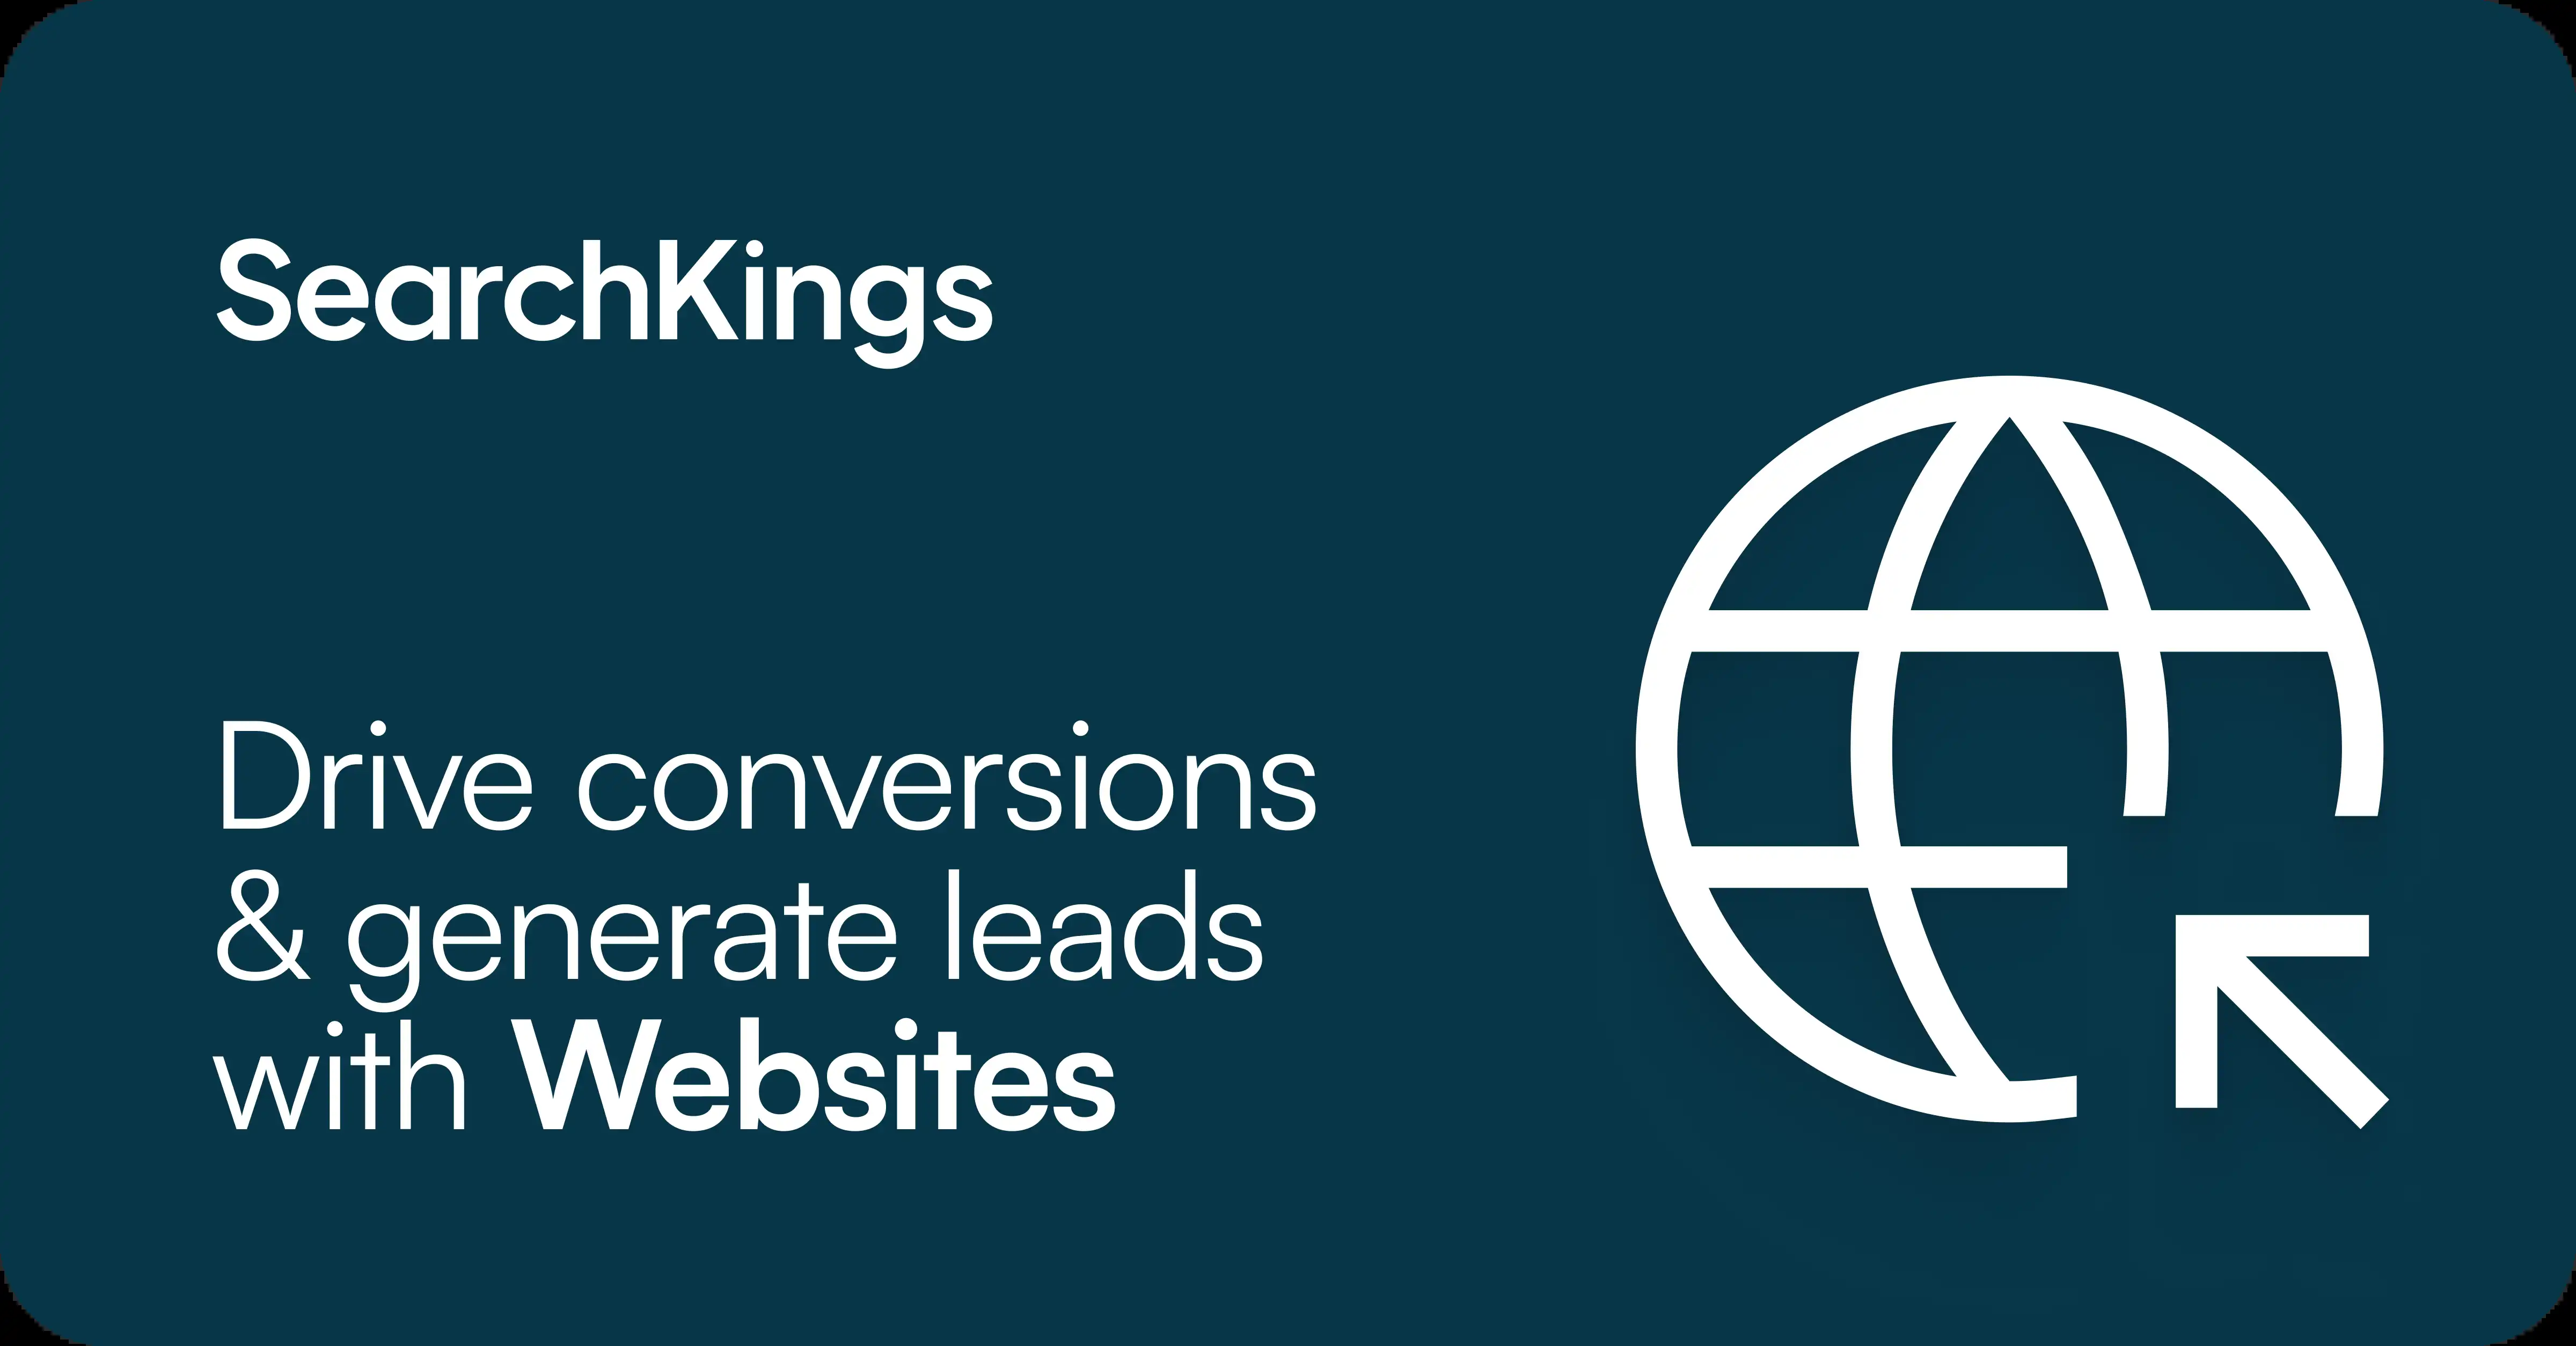 SearchKings
Drive conversions
& generate leads
with Websites